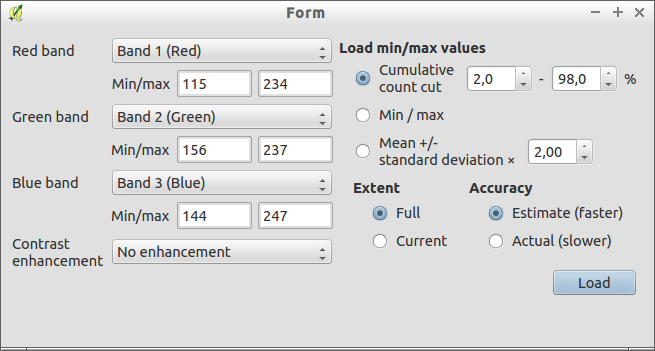 Form
Red band Band 1 (Red)
Min/max 115 234
Green band Band 2 (Green)
Min/max 156 237
Blue band Band 3 (Blue)
Min/max 144 247
Contrast
enhancement No enhancement
Load min/max values
Cumulative
count cut 2,0 - 98,0 %
Min / max
Mean +/-
standard deviation × 2,00
Extent
Full
Current
Accuracy
Estimate (faster)
Actual (slower)
Load